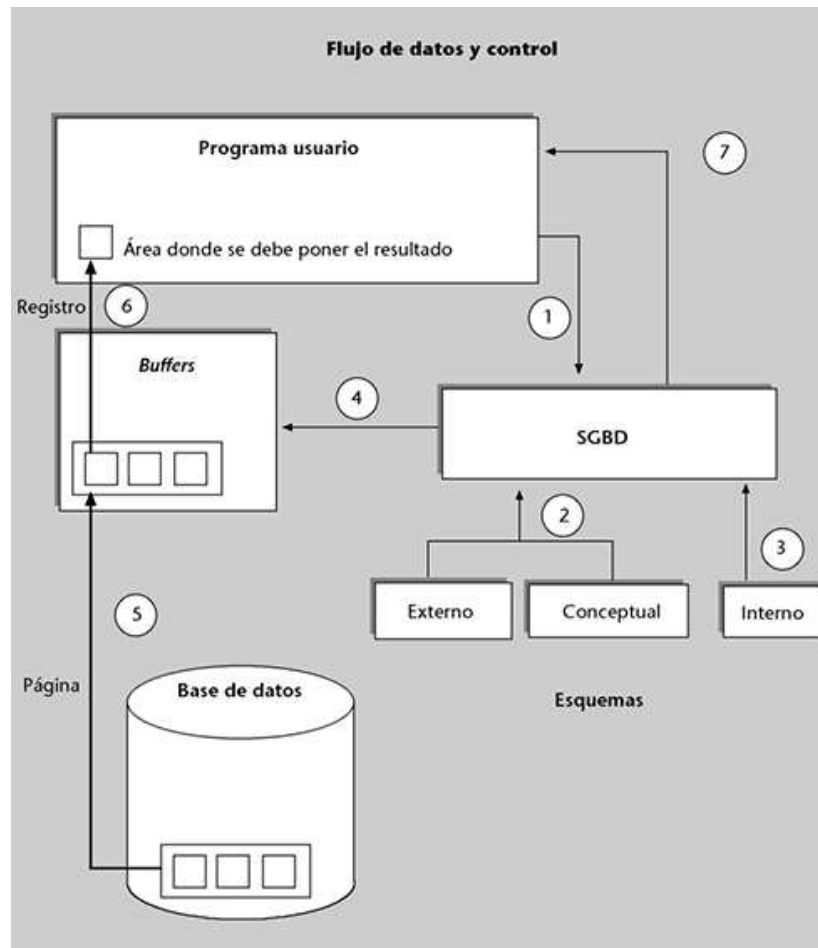 Flujo de datos y control
Programa usuario
7
Área donde se debe poner el resultado
Registro
6
1
Buffers
4
SGBD
2
3
5
Externo
Conceptual
Interno
Página
Base de datos
Esquemas